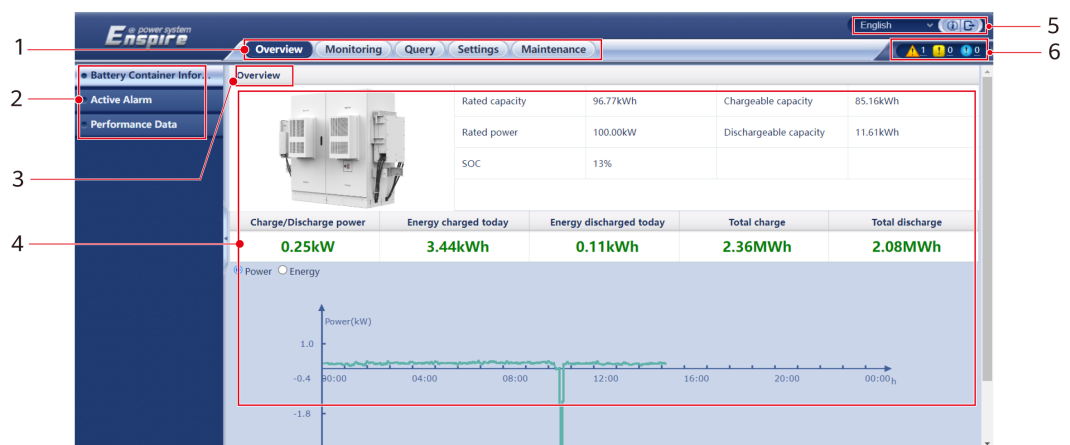 e power system
Enspire
English
5
1
Overview Monitoring Query Settings Maintenance
1 0 0
6
Battery Container Infor...
Overview
2
Active Alarm
Performance Data
3
Rated capacity 96.77kWh Chargeable capacity 85.16kWh
Rated power 100.00kW Dischargeable capacity 11.61kWh
SOC 13%
Charge/Discharge power Energy charged today Energy discharged today Total charge Total discharge
4
0.25kW 3.44kWh 0.11kWh 2.36MWh 2.08MWh
Power Energy
Power(kW)
1.0
-0.4 00:00 04:00 08:00 12:00 16:00 20:00 00:00 h
-1.8